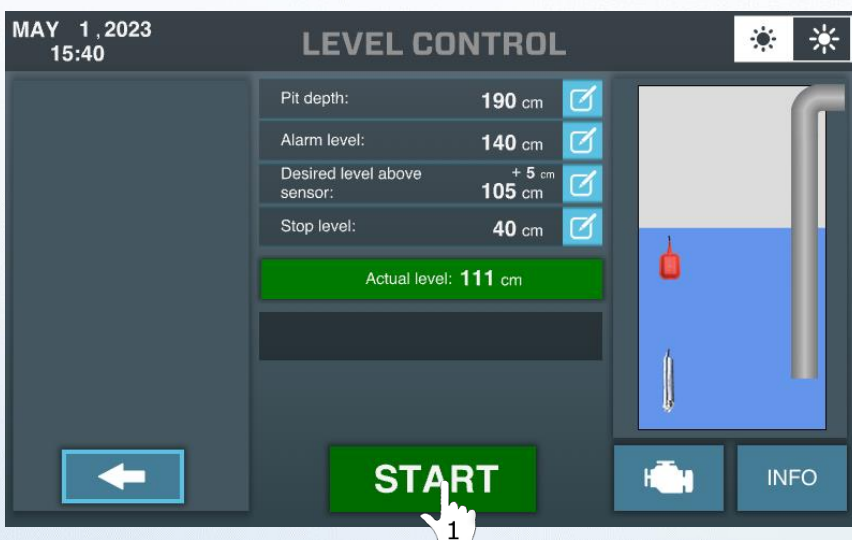 MAY 1,2023
15:40
LEVEL CONTROL
Pit depth: 190 cm
Alarm level: 140 cm
Desired level above + 5 cm
sensor: 105 cm
Stop level: 40 cm
Actual level: 111 cm
START
INFO
1